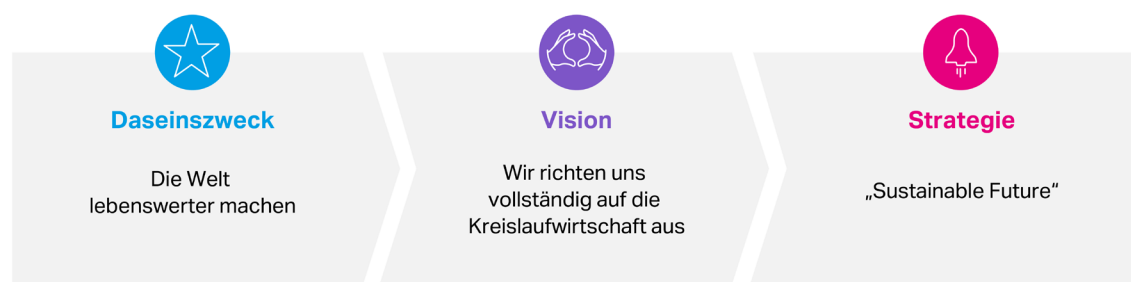 Daseinszweck
Die Welt
lebenswerter machen
Vision
Wir richten uns
vollständig auf die
Kreislaufwirtschaft aus
Strategie
„Sustainable Future“